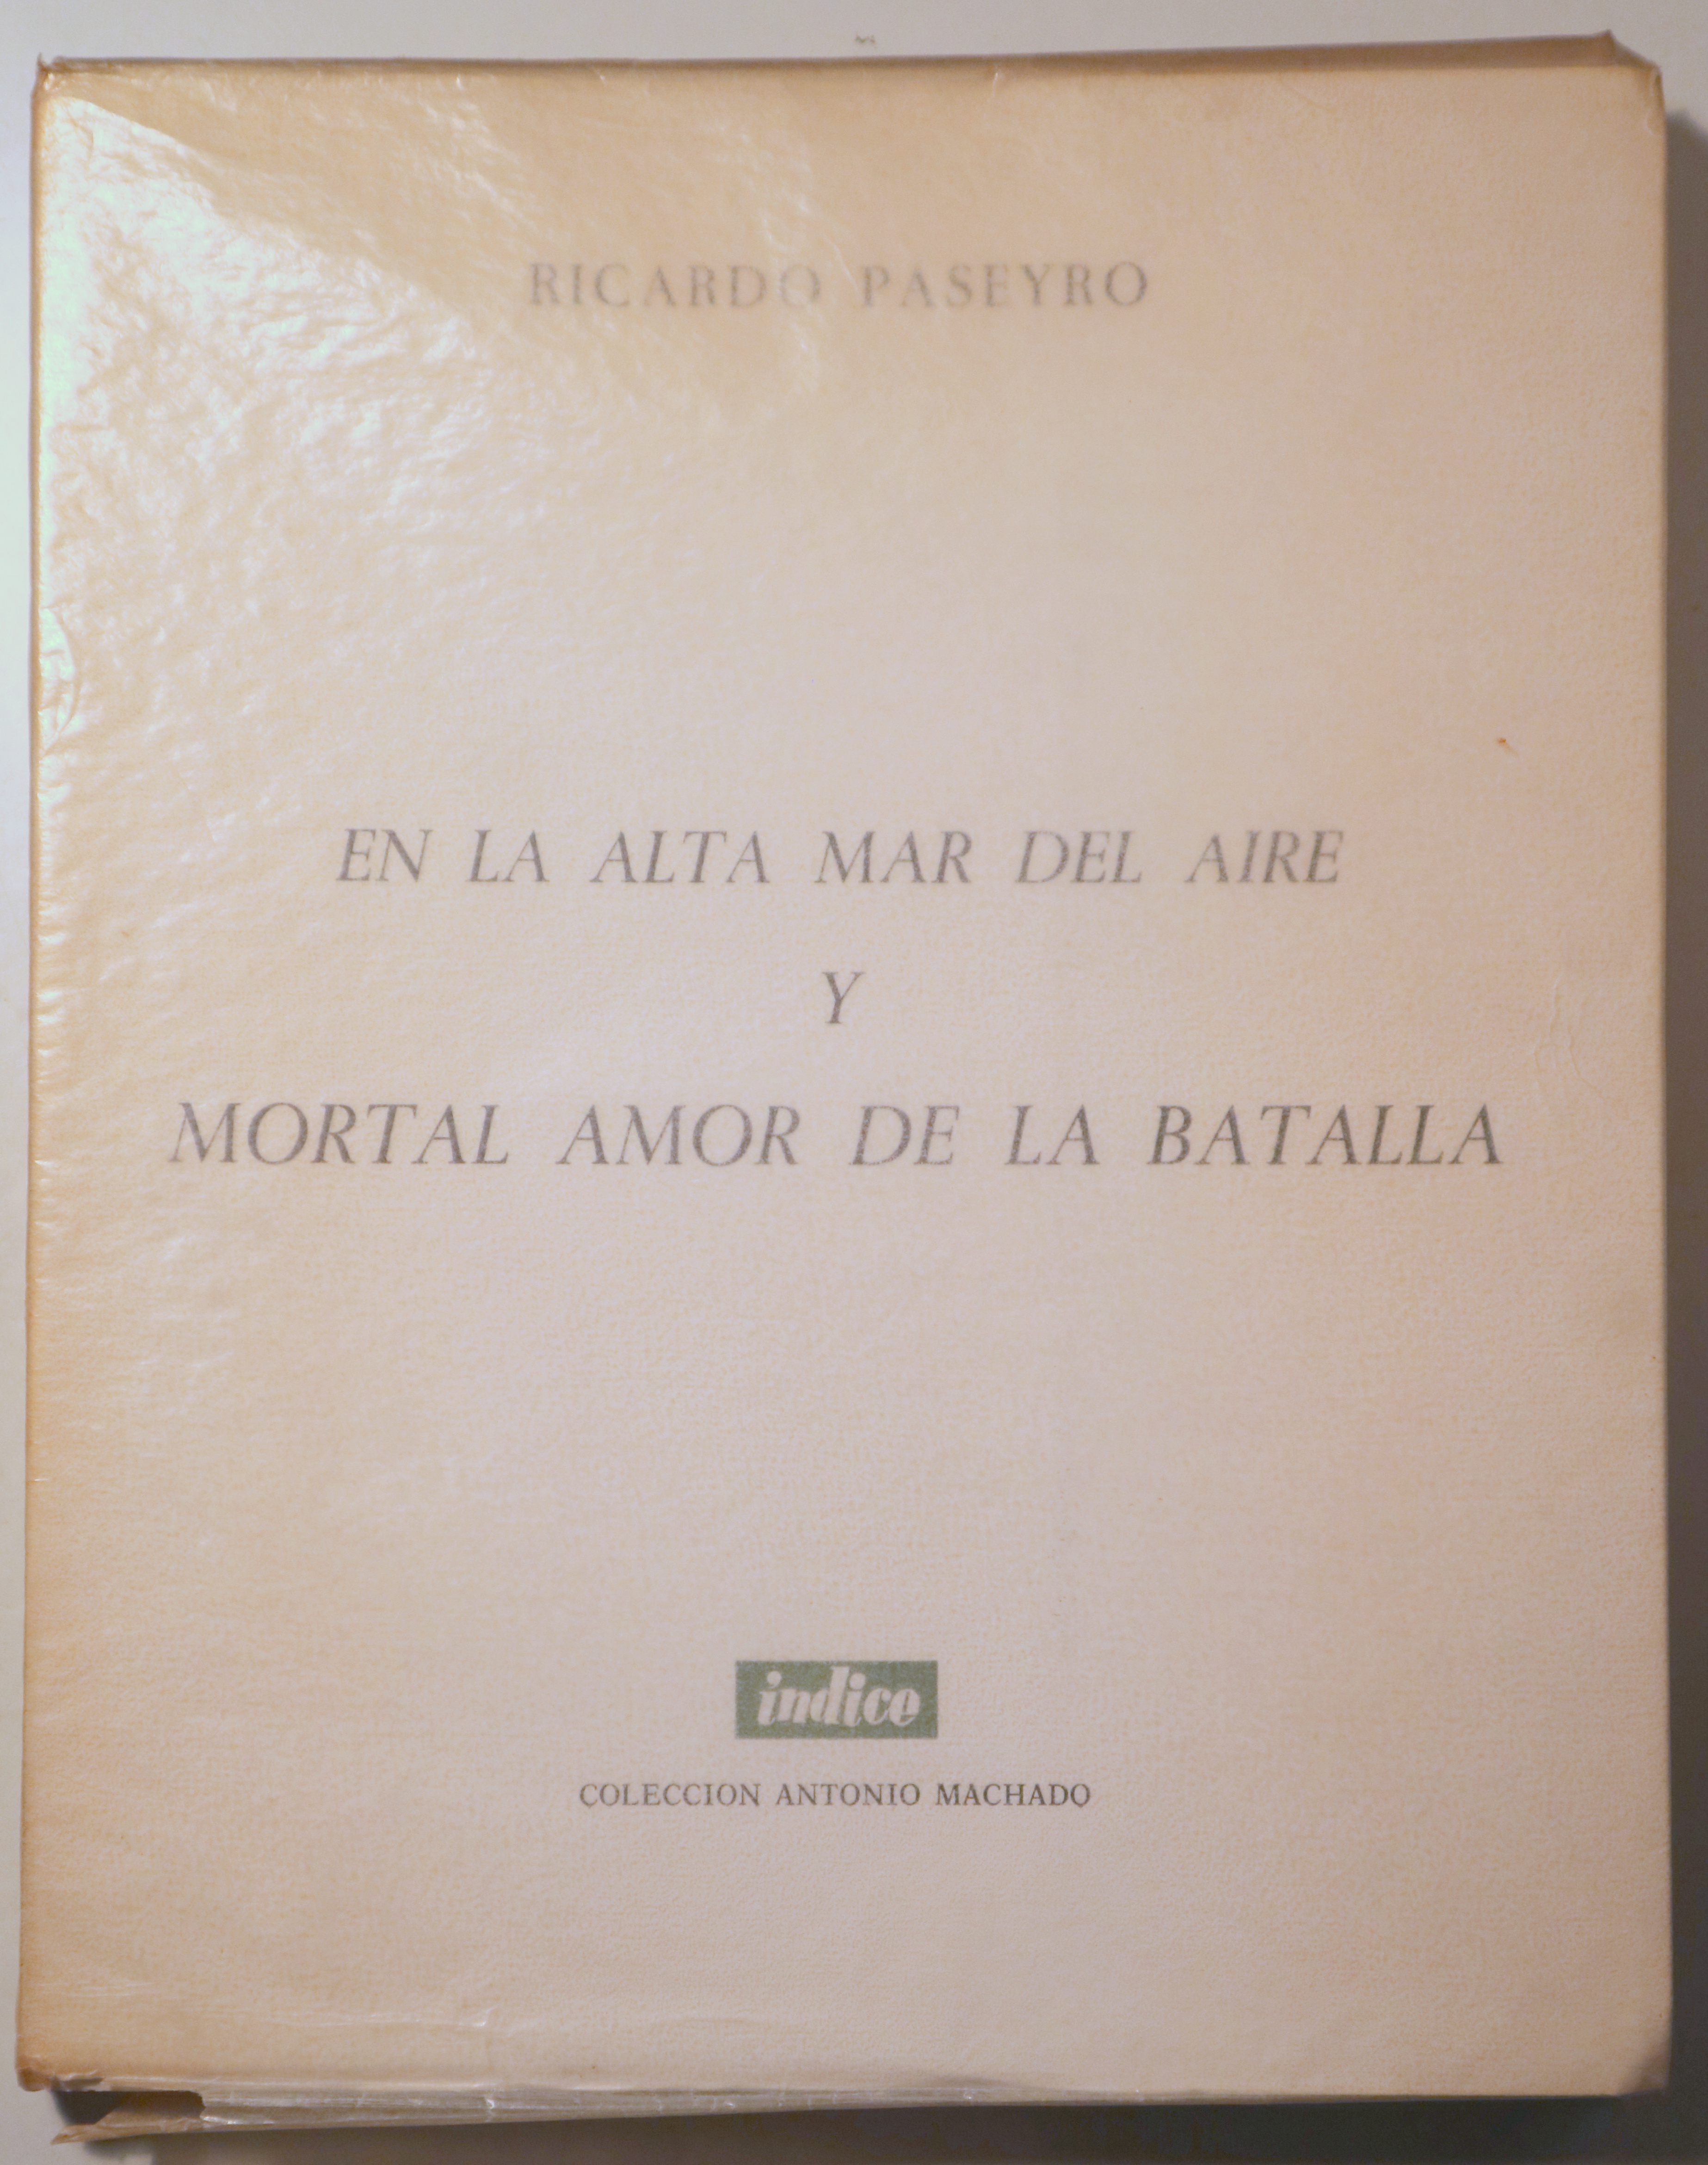 RICARDO PASEYRO
EN LA ALTA MAR DEL AIRE
Y
MORTAL AMOR DE LA BATALLA
indice
COLECCION ANTONIO MACHADO